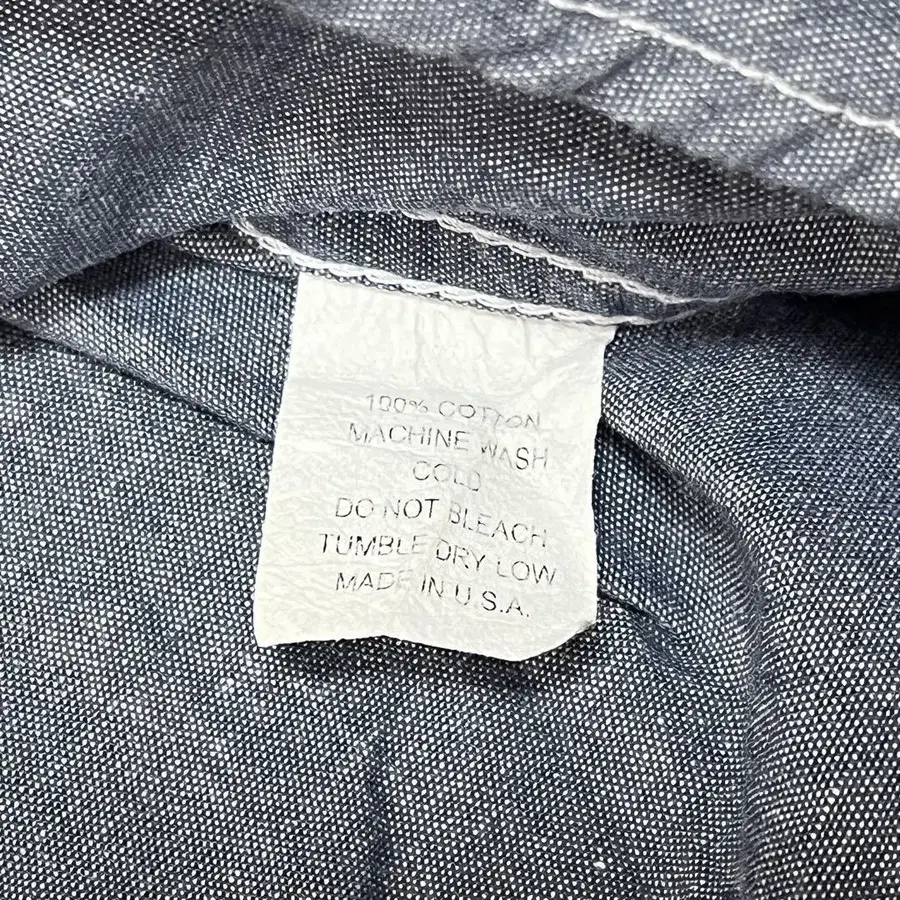 100% COTTON
MACHINE WASH
COLD
DO NOT BLEACH
TUMBLE DRY LOW
MADE IN U.S.A.